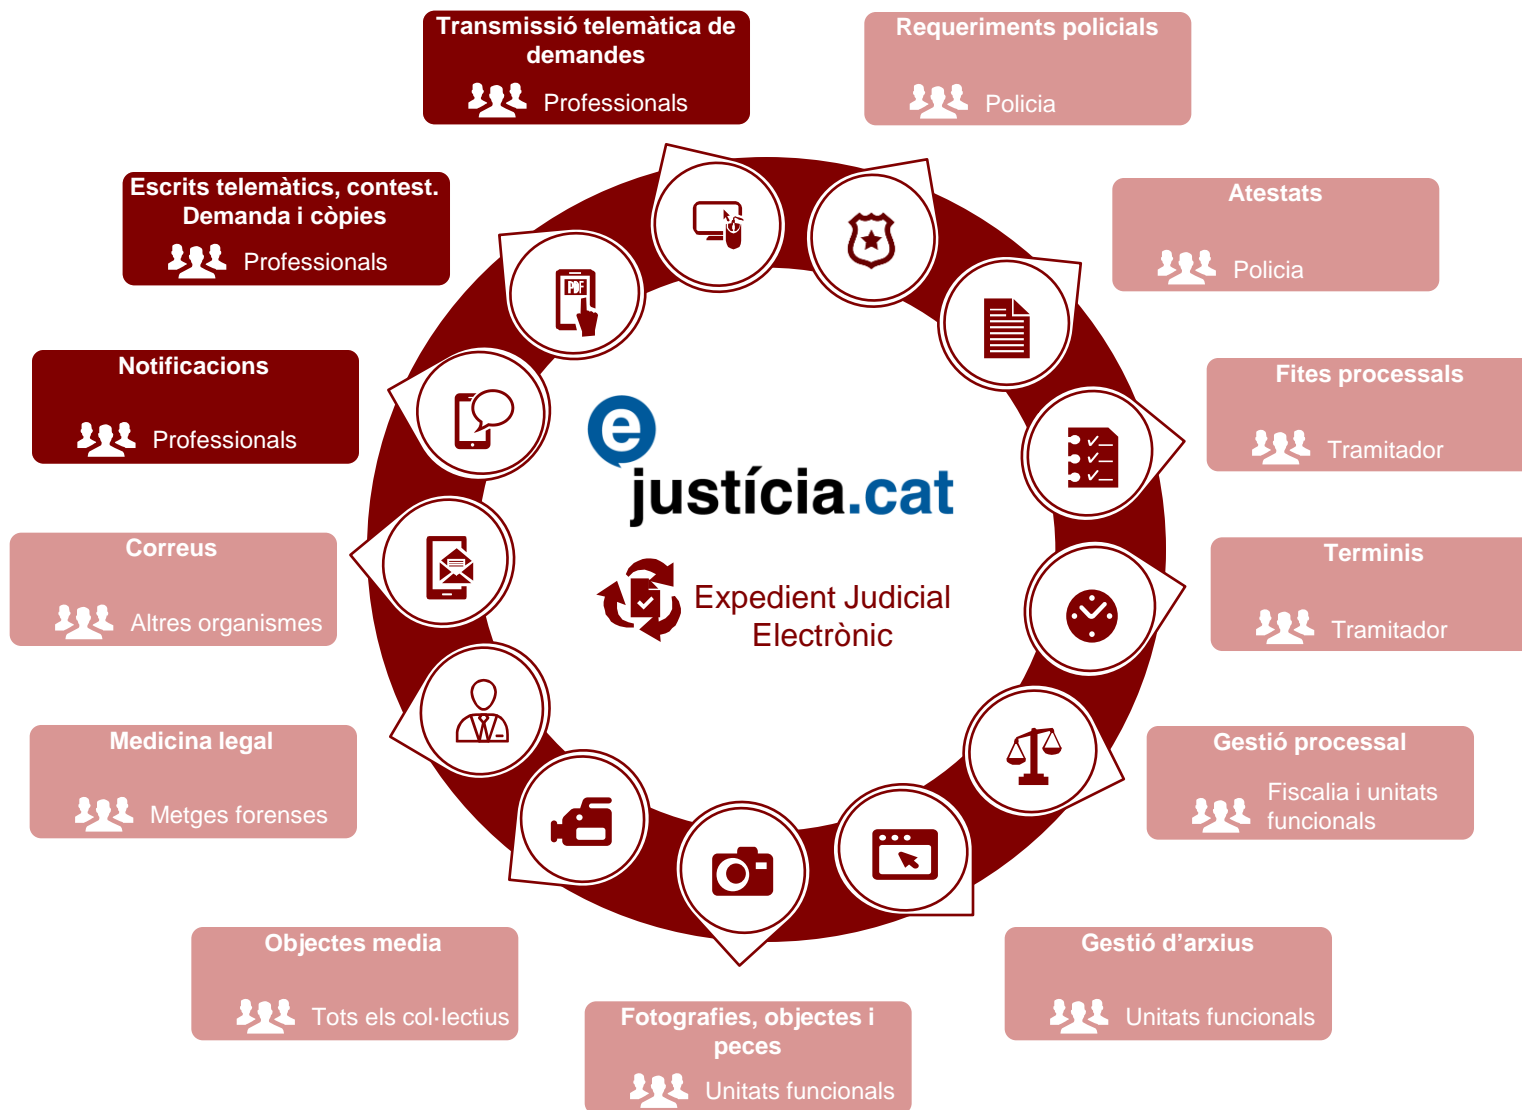 Transmissió telemàtica de
demandes
Professionals
Requeriments policials
Policia
Escrits telemàtics, contest.
Demanda i còpies
Professionals
Atestats
Policia
Notificacions
Professionals
Fites processals
Tramitador
PDF
e
justícia.cat
Expedient Judicial
Electrònic
Correus
Altres organismes
Terminis
Tramitador
Medicina legal
Metges forenses
Gestió processal
Fiscalia i unitats
funcionals
Objectes media
Tots els col·lectius
Gestió d’arxius
Unitats funcionals
Fotografies, objectes i
peces
Unitats funcionals